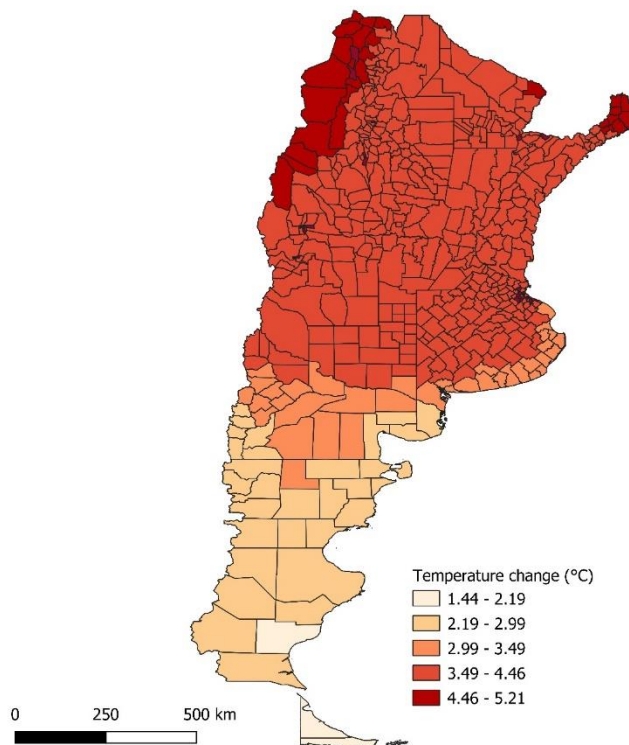 Temperature change (°C)
1.44 - 2.19
2.19 - 2.99
2.99 - 3.49
3.49 - 4.46
4.46 - 5.21
0 250 500 km